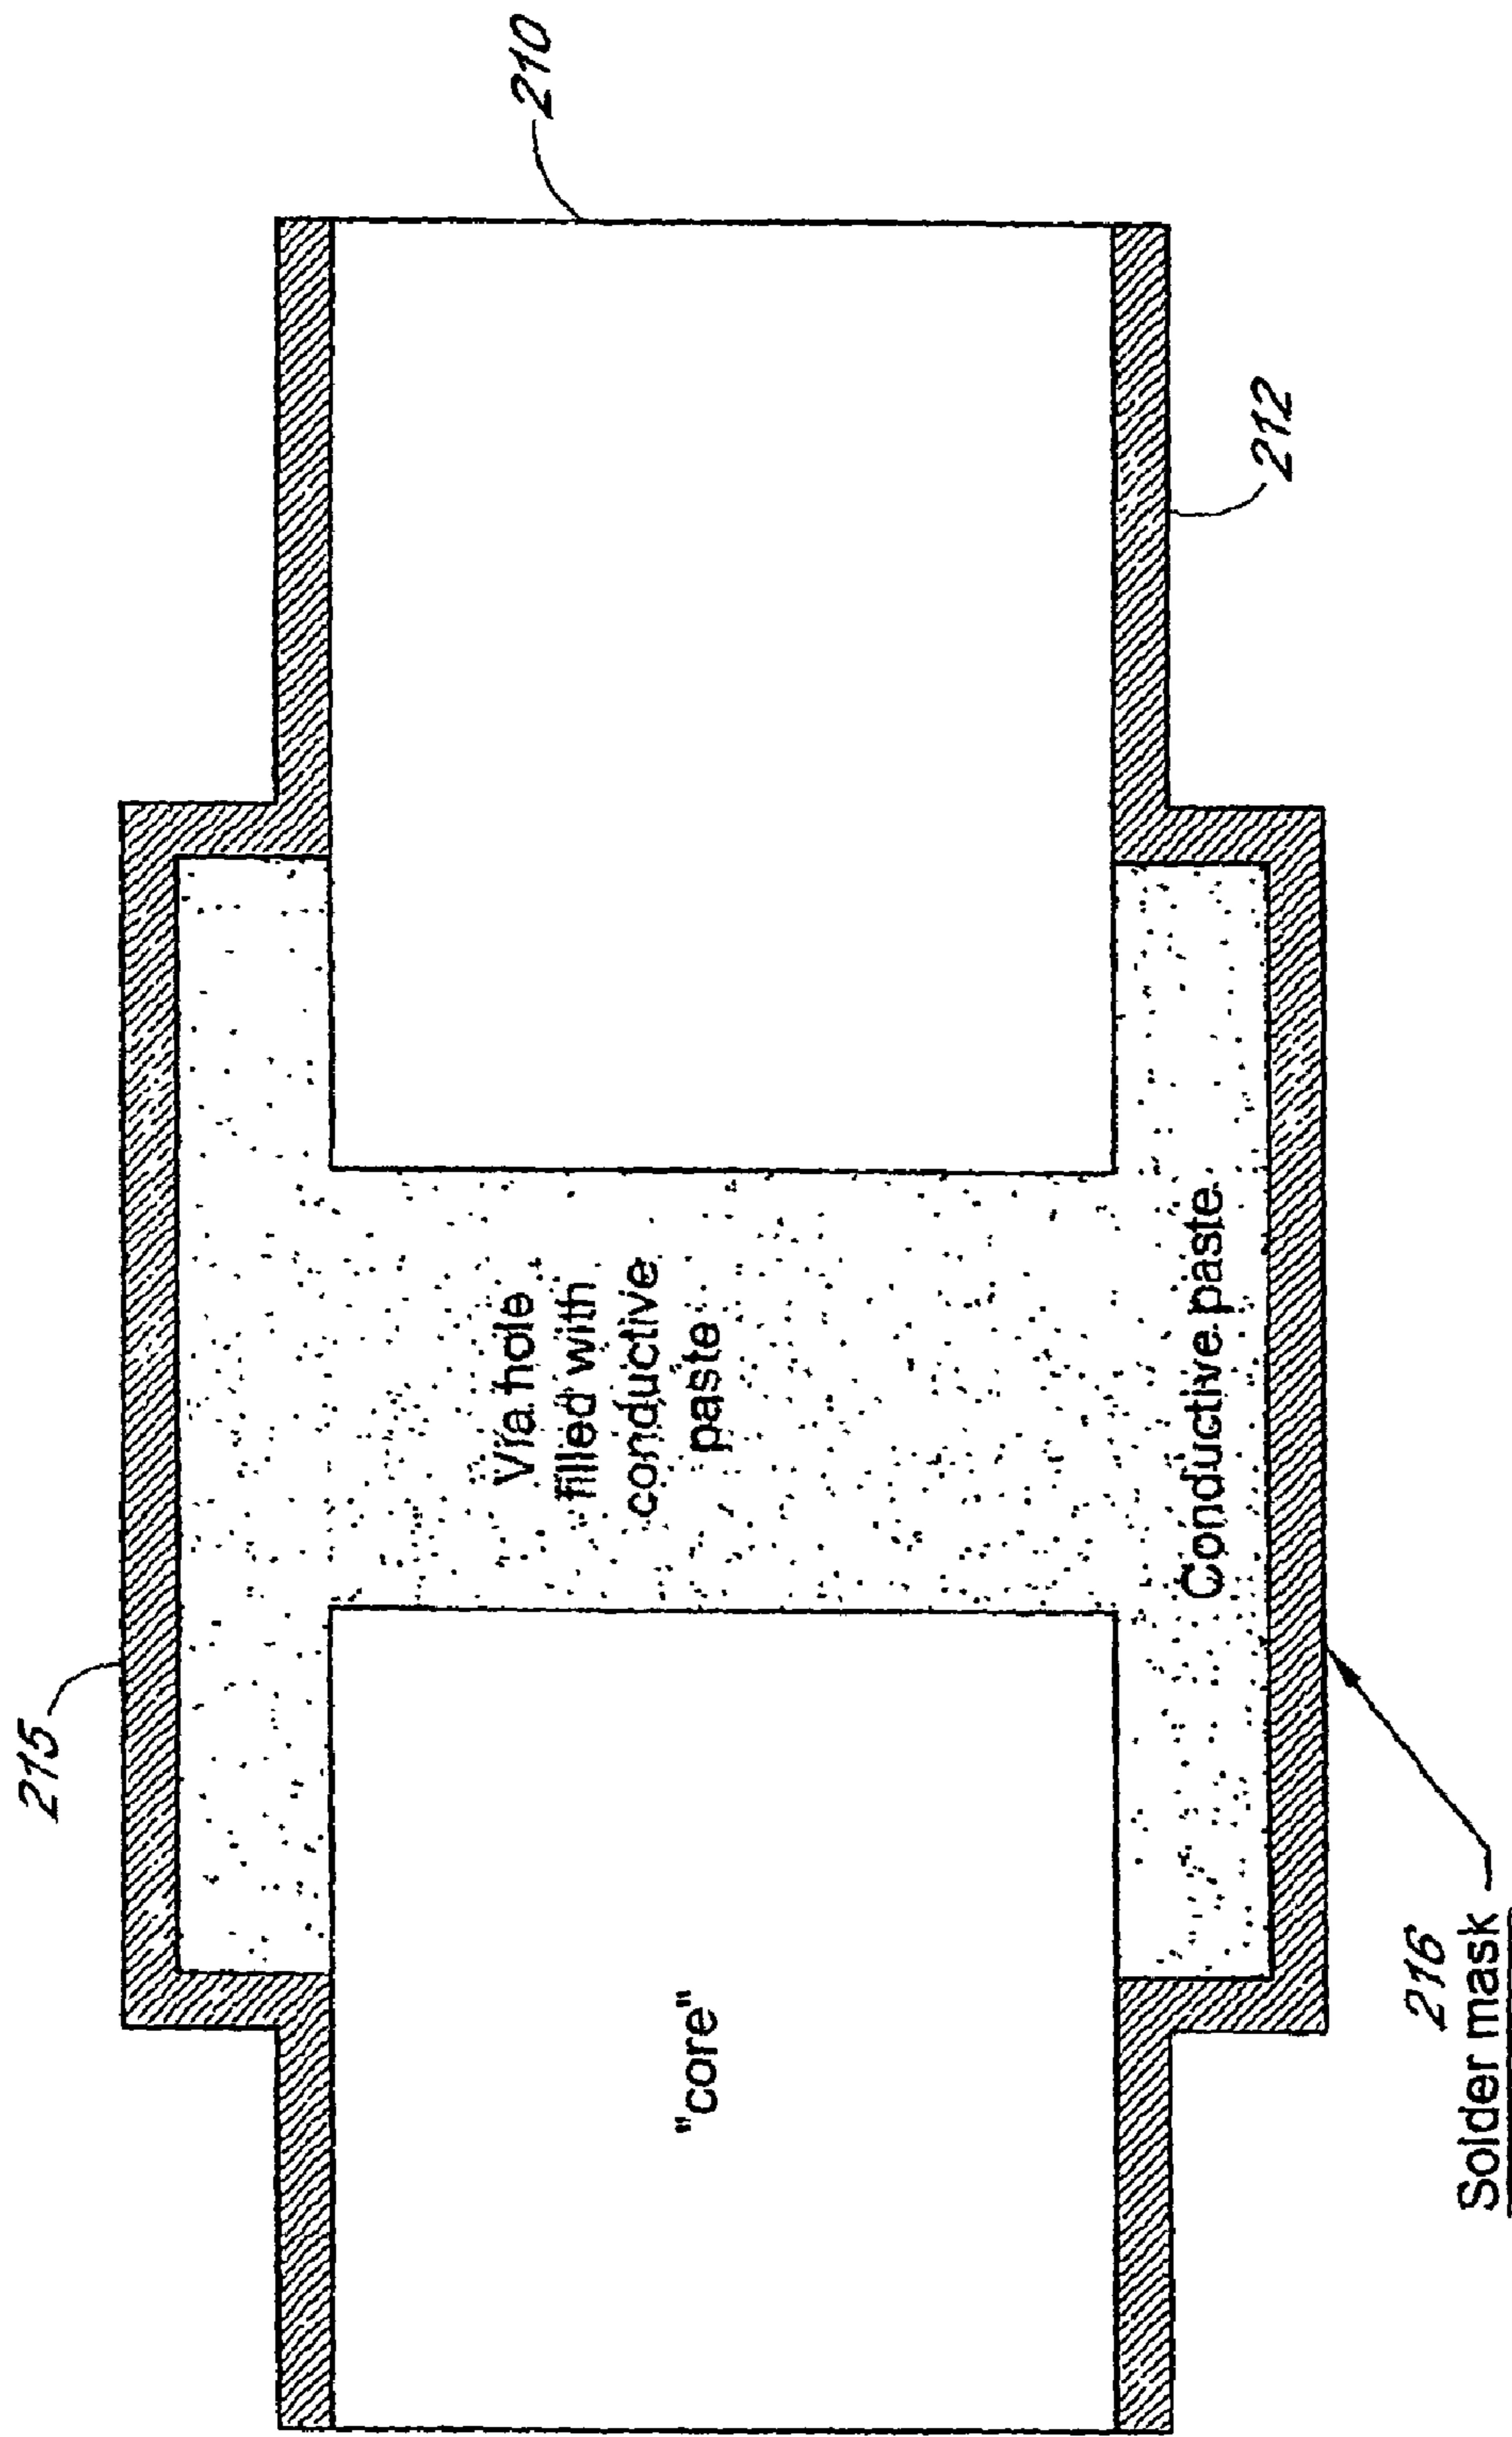 215
210
Via hole
filled with
conductive
paste
"core"
Conductive paste
212
216
Solder mask